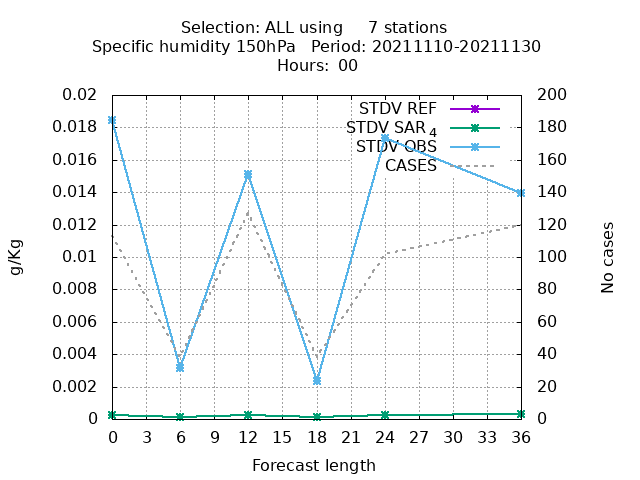 Selection: ALL using     7 stations
Specific humidity 150hPa   Period: 20211110-20211130
Hours: 00
STDV REF
STDV SAR 4
STDV OBS
CASES
0.02
0.018
0.016
0.014
0.012
0.01
0.008
0.006
0.004
0.002
0
200
180
160
140
120
100
80
60
40
20
0
g/Kg
No cases
0 3 6 9 12 15 18 21 24 27 30 33 36
Forecast length